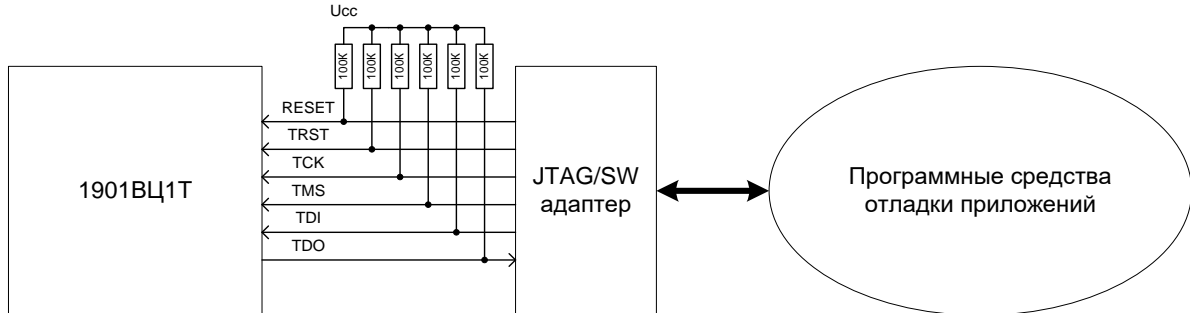 Ucc
100K
100K
100K
100K
100K
100K
RESET
TRST
TCK
TMS
TDI
TDO
1901ВЦ1Т
JTAG/SW
адаптер
Программные средства
отладки приложений